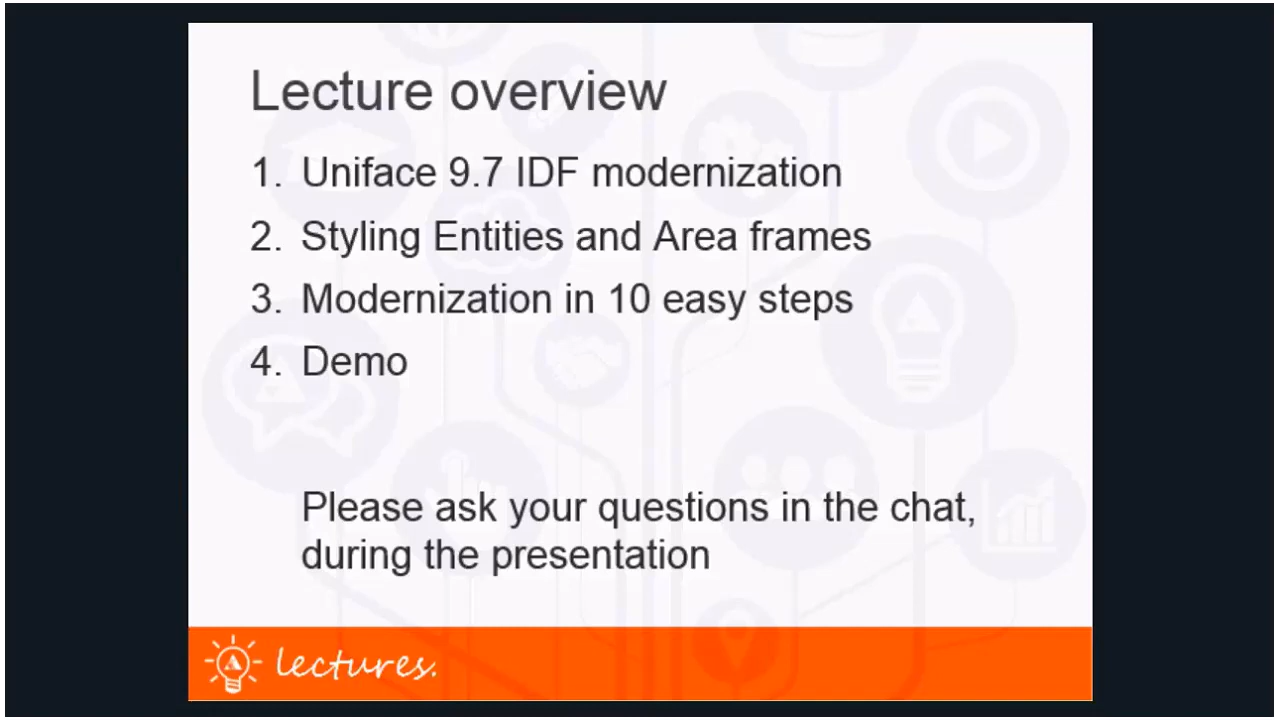 Lecture overview
1. Uniface 9.7 IDF modernization
2. Styling Entities and Area frames
3. Modernization in 10 easy steps
4. Demo
Please ask your questions in the chat,
during the presentation
lectures.